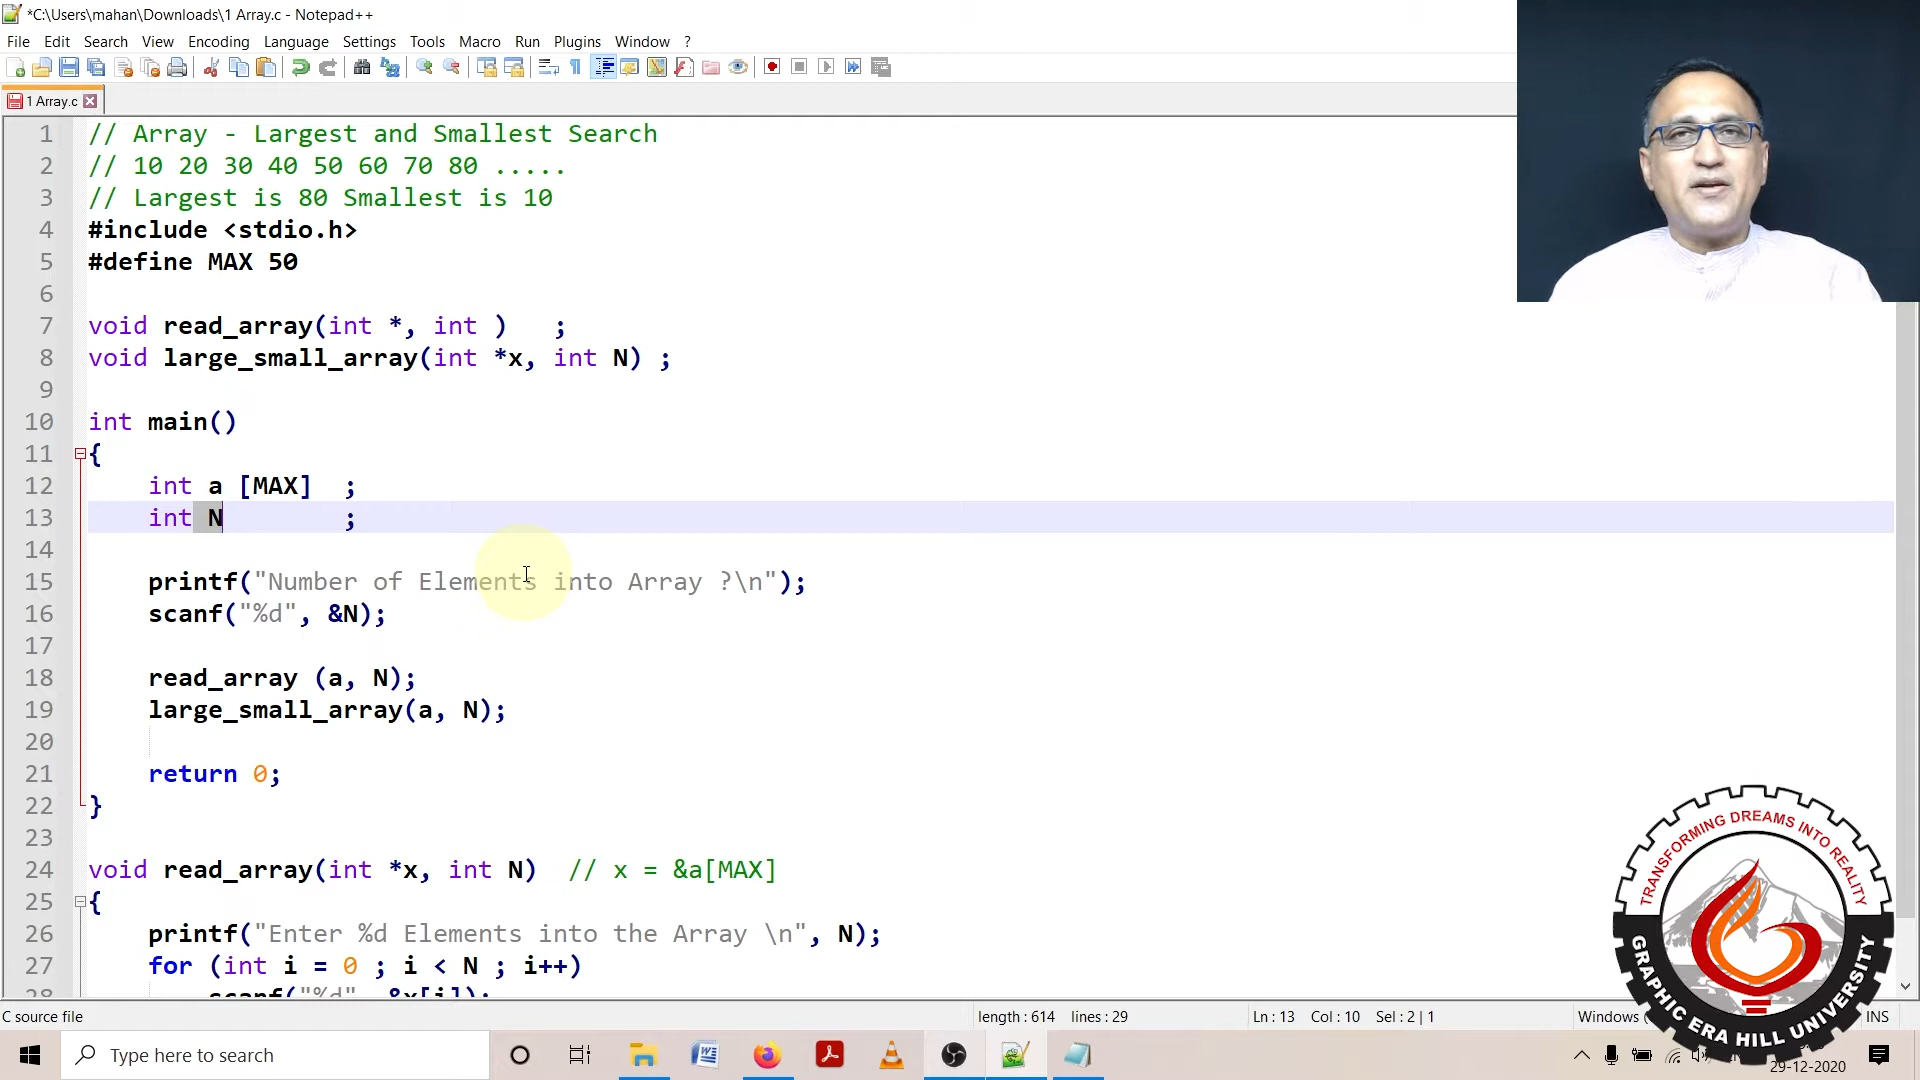 *C:\Users\mahan\Downloads\1 Array.c - Notepad++
File Edit Search View Encoding Language Settings Tools Macro Run Plugins Window ?
1 Array.c
1 // Array - Largest and Smallest Search
2 // 10 20 30 40 50 60 70 80 .....
3 // Largest is 80 Smallest is 10
4 #include <stdio.h>
5 #define MAX 50
6
7 void read_array(int *, int ) ;
8 void large_small_array(int *x, int N) ;
9
10 int main()
11 {
12 int a [MAX] ;
13 int N ;
14
15 printf("Number of Elements into Array ?\n");
16 scanf("%d", &N);
17
18 read_array (a, N);
19 large_small_array(a, N);
20
21 return 0;
22 }
23
24 void read_array(int *x, int N) // x = &a[MAX]
25 {
26 printf("Enter %d Elements into the Array \n", N);
27 for (int i = 0 ; i < N ; i++)
28 scanf("%d", &x[i]);
TRANSFORMING DREAMS INTO REALITY
GRAPHIC ERA HILL UNIVERSITY
C source file length : 614 lines : 29 Ln : 13 Col : 10 Sel : 2 | 1 Windows ( INS
Type here to search
29-12-2020